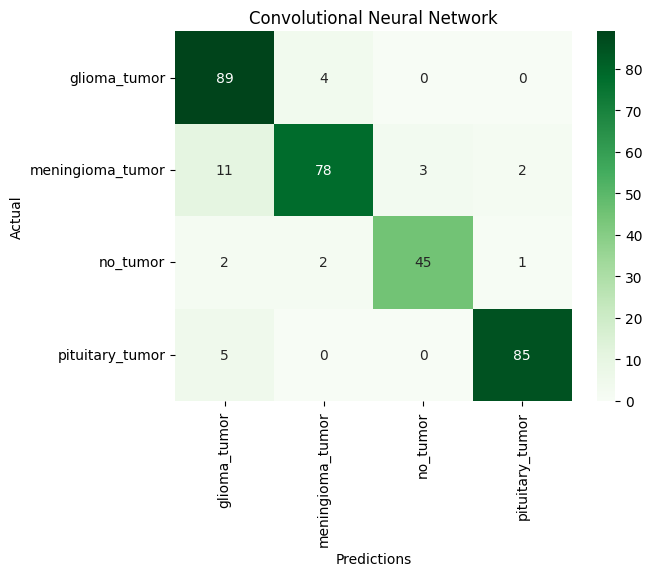 Convolutional Neural Network
glioma_tumor
89 4 0 0
meningioma_tumor
11 78 3 2
no_tumor
2 2 45 1
pituitary_tumor
5 0 0 85
Actual
glioma_tumor
meningioma_tumor
no_tumor
pituitary_tumor
Predictions
80
70
60
50
40
30
20
10
0